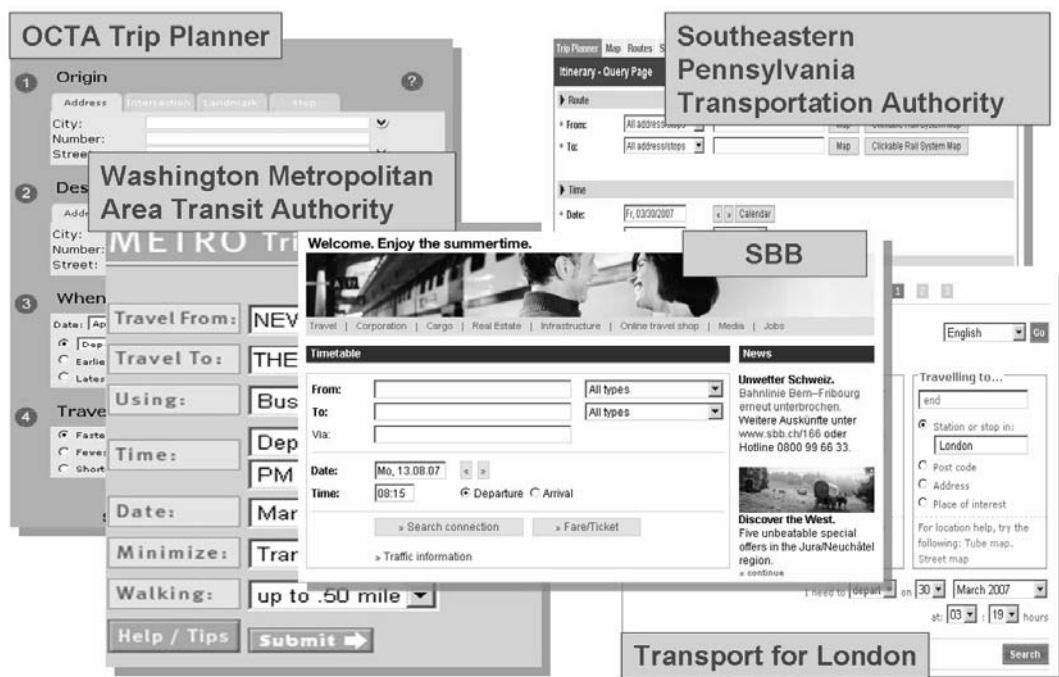 OCTA Trip Planner
1 Origin ?
Address Intersection Landmark Stop
City:
Number:
Street:
2
City:
Number:
Street:
3 When
Date:
4
Washington Metropolitan
Area Transit Authority
METRO
Travel From:
Travel To: THE
Using: Bus
Time: Dep
PM
Date: Mar
Minimize: Tran
Walking: up to .50 mile
Help / Tips Submit
Southeastern
Pennsylvania
Transportation Authority
Trip Planner Map Routes
Itinerary - Query Page
Route
* From: All address/stops Map Clickable Rail System Map
* To: All address/stops Map Clickable Rail System Map
Time
* Date: Fr, 03/30/2007 « » Calendar
SBB
Welcome. Enjoy the summertime.
Travel | Corporation | Cargo | Real Estate | Infrastructure | Online travel shop | Media | Jobs
Timetable
From: All types
To: All types
Via:
Date: Mo, 13.08.07 « »
Time: 08:15 Departure Arrival
» Search connection » Fare/Ticket
» Traffic information
News
Unwetter Schweiz.
Bahnlinie Bern–Fribourg
erneut unterbrochen.
Weitere Auskünfte unter
www.sbb.ch/166 oder
Hotline 0800 99 66 33.
Discover the West.
Five unbeatable special
offers in the Jura/Neuchâtel
region.
» continue
1 2 3
English Go
Travelling to...
end
Station or stop in:
London
Post code
Address
Place of interest
For location help, try the
following: Tube map.
Street map
I need to depart on 30 March 2007
at: 03 : 19 hours
Search
Transport for London